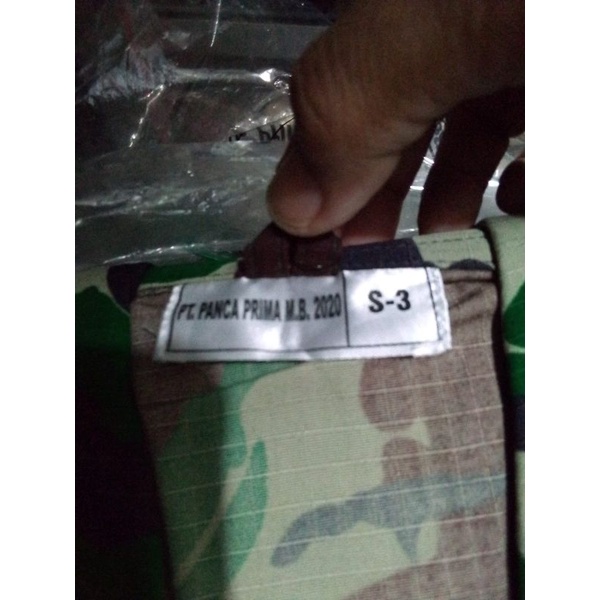 PT. PANCA PRIMA M.B. 2020
S-3